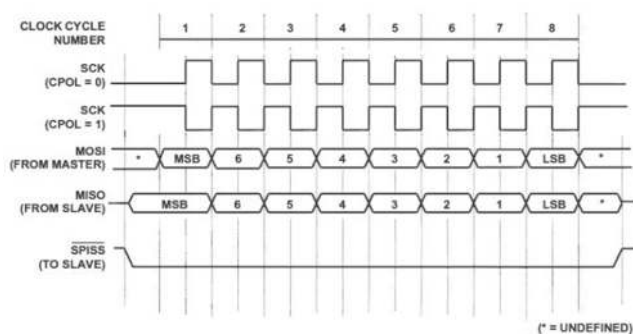 CLOCK CYCLE NUMBER 1 2 3 4 5 6 7 8
SCK
(CPOL = 0)
SCK
(CPOL = 1)
MOSI
(FROM MASTER)
* MSB 6 5 4 3 2 1 LSB *
MISO
(FROM SLAVE)
MSB 6 5 4 3 2 1 LSB *
SPISS
(TO SLAVE)
(* = UNDEFINED)